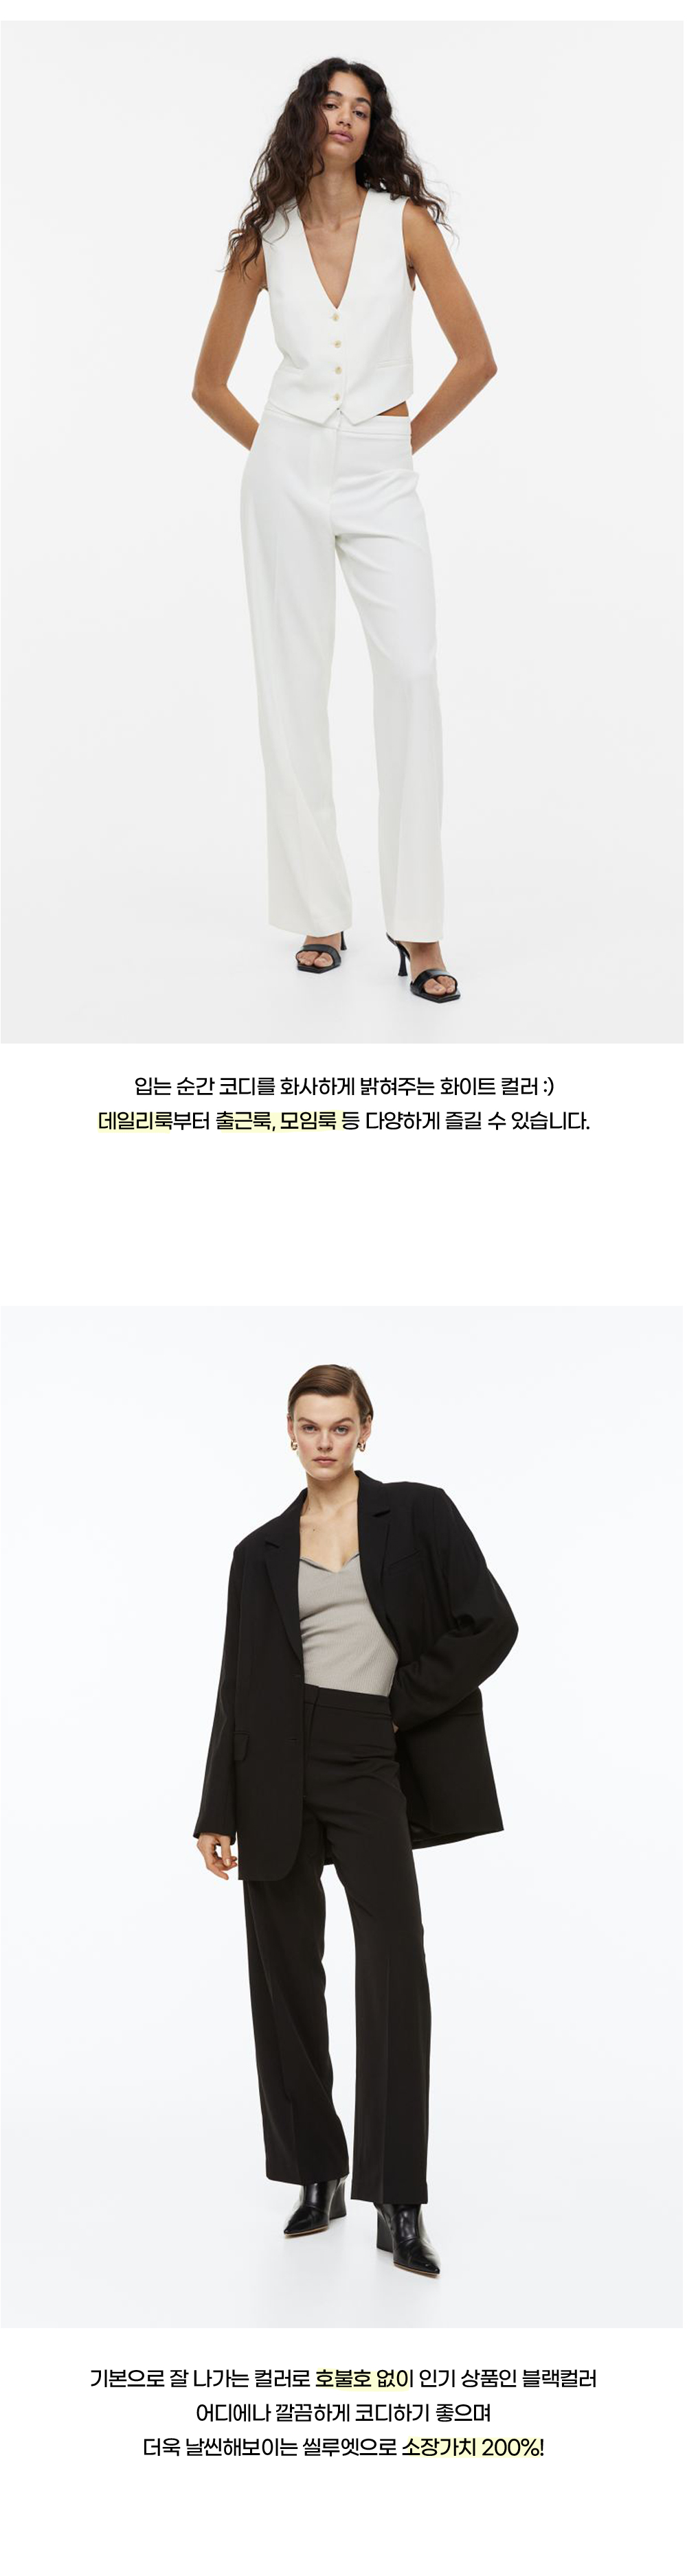 입는 순간 코디를 화사하게 밝혀주는 화이트 컬러 :)
데일리룩부터 출근룩, 모임룩 등 다양하게 즐길 수 있습니다.
기본으로 잘 나가는 컬러로 호불호 없이 인기 상품인 블랙컬러
어디에나 깔끔하게 코디하기 좋으며
더욱 날씬해보이는 씰루엣으로 소장가치 200%!